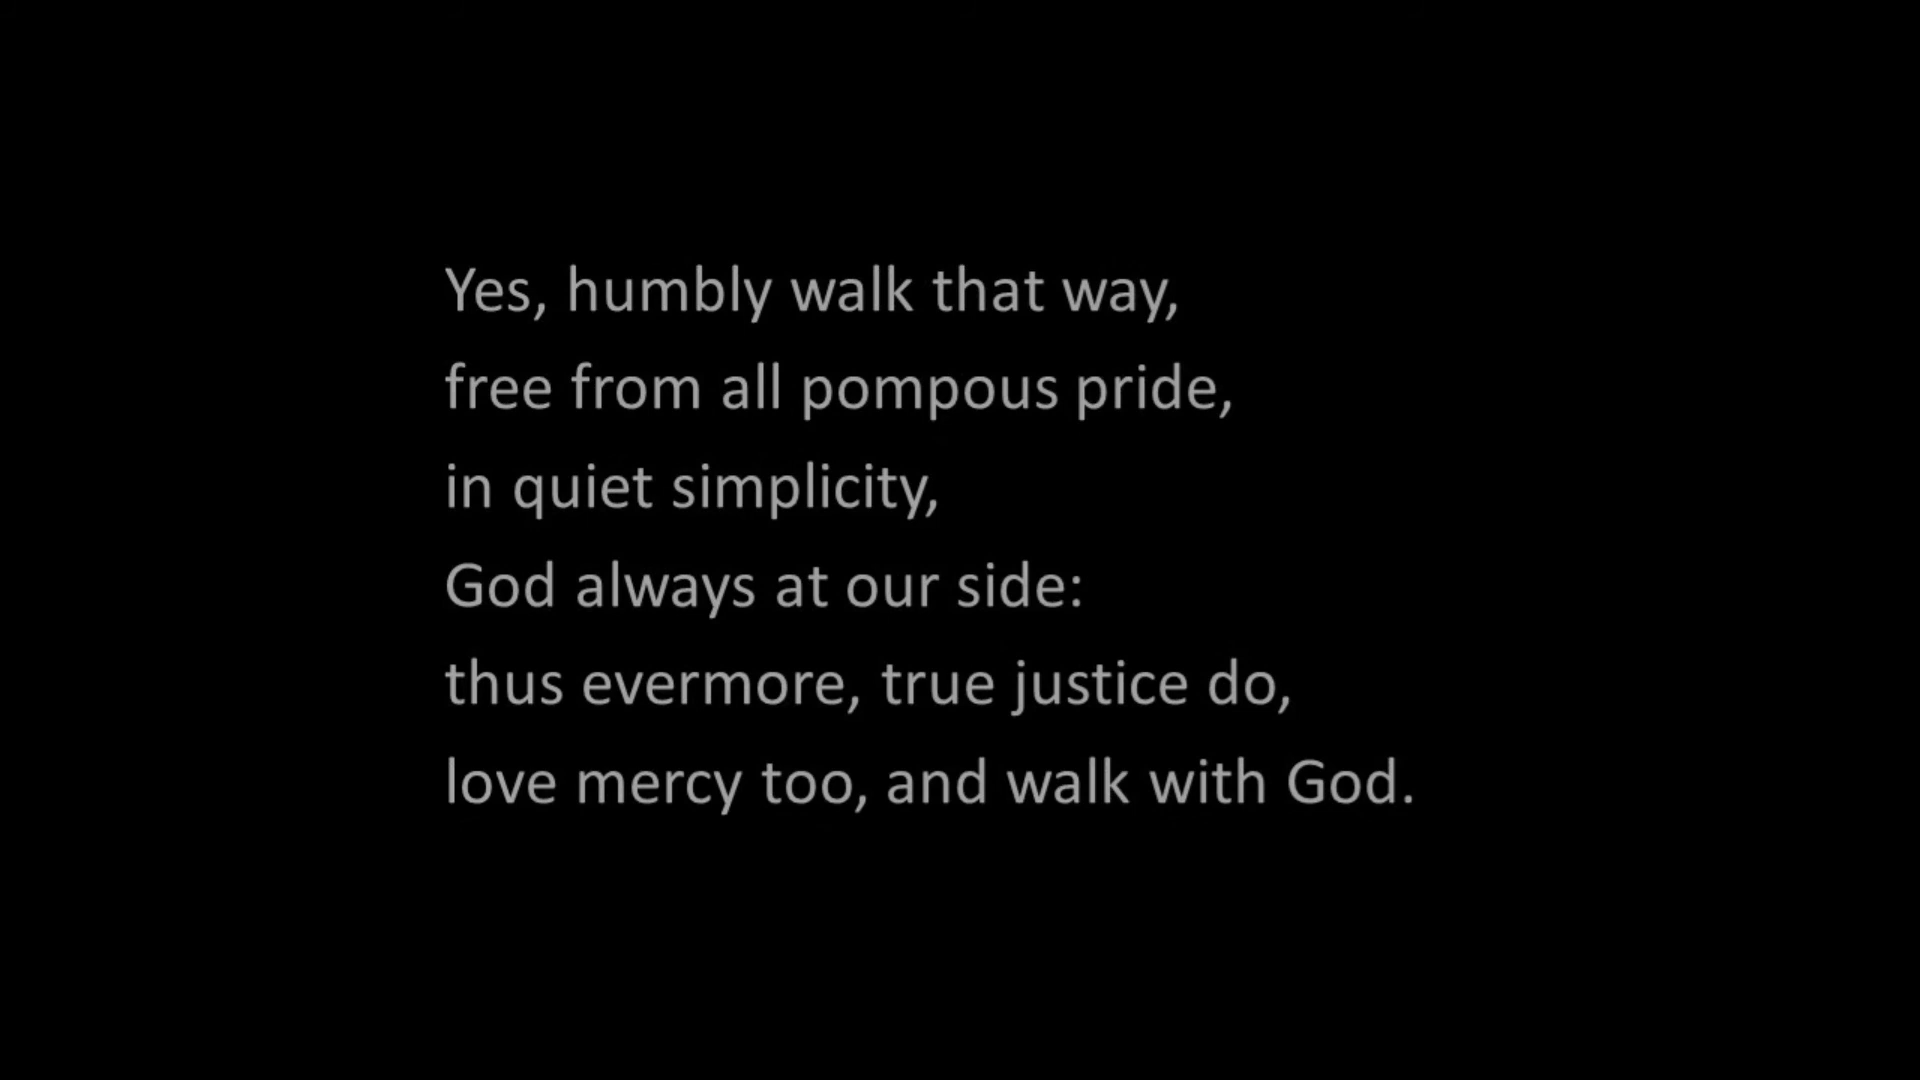 Yes, humbly walk that way,
free from all pompous pride,
in quiet simplicity,
God always at our side:
thus evermore, true justice do,
love mercy too, and walk with God.